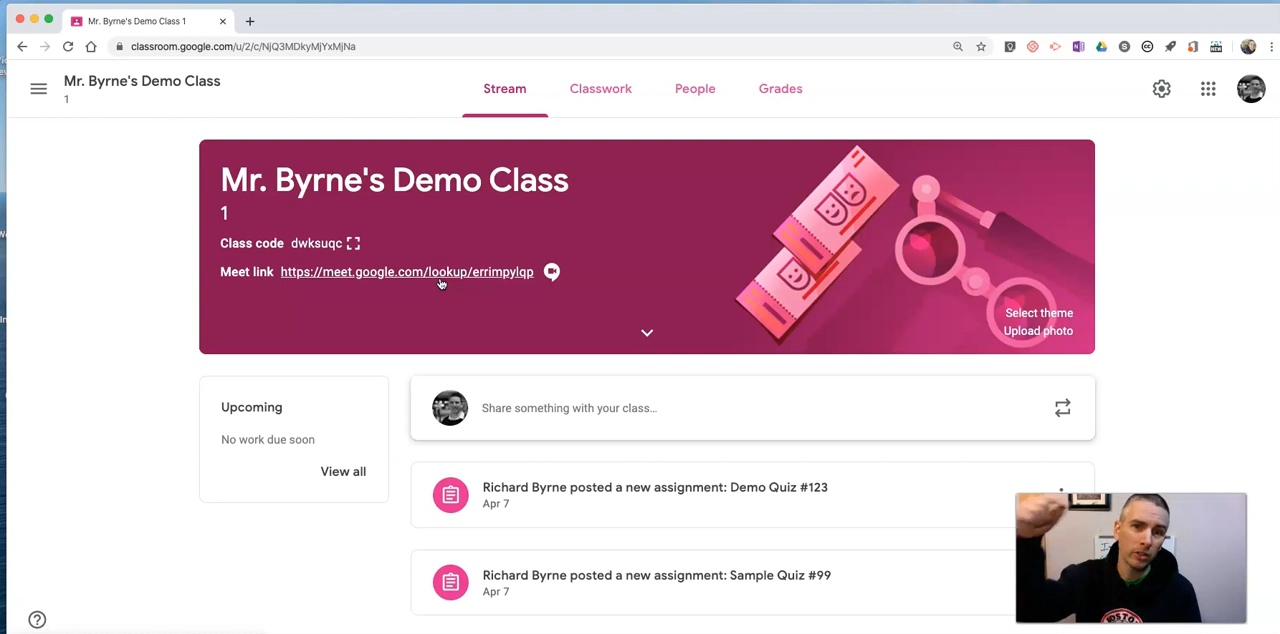 Mr. Byrne's Demo Class 1
classroom.google.com/u/2/c/NjQ3MDkyMjYxMjNa
Mr. Byrne's Demo Class
1
Stream
Classwork
People
Grades
Mr. Byrne's Demo Class
1
Class code dwksuqc
Meet link https://meet.google.com/lookup/errimpylqp
Select theme
Upload photo
Upcoming
No work due soon
View all
Share something with your class...
Richard Byrne posted a new assignment: Demo Quiz #123
Apr 7
Richard Byrne posted a new assignment: Sample Quiz #99
Apr 7